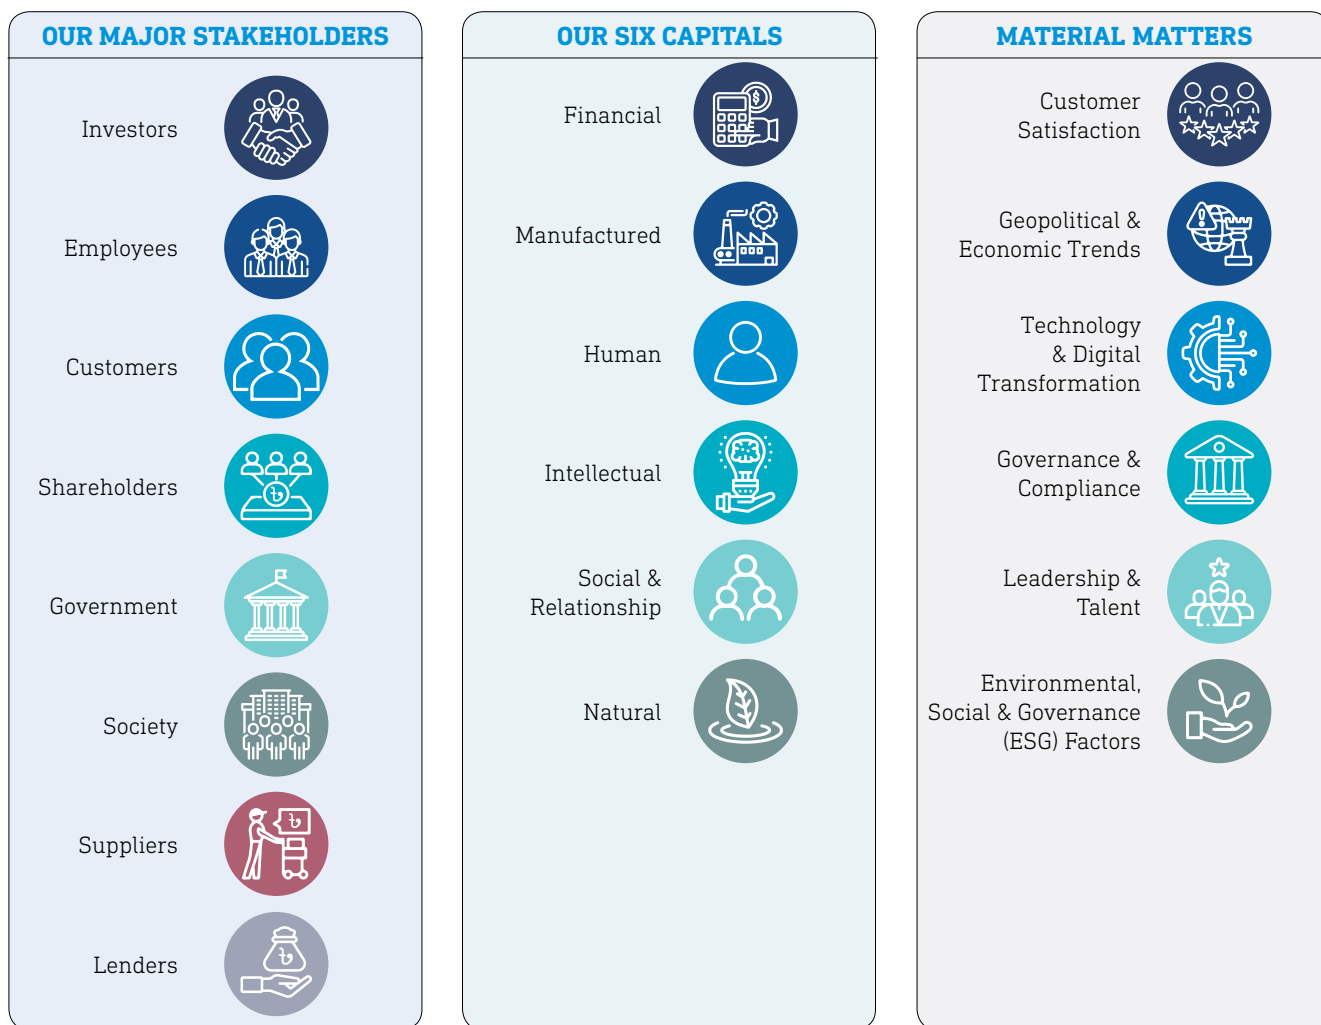 OUR MAJOR STAKEHOLDERS
Investors
Employees
Customers
Shareholders
৳
Government
Society
Suppliers
৳
Lenders
৳
OUR SIX CAPITALS
Financial
$
Manufactured
Human
Intellectual
Social &
Relationship
Natural
MATERIAL MATTERS
Customer
Satisfaction
Geopolitical &
Economic Trends
!
Technology
& Digital
Transformation
Governance &
Compliance
Leadership &
Talent
Environmental,
Social & Governance
(ESG) Factors